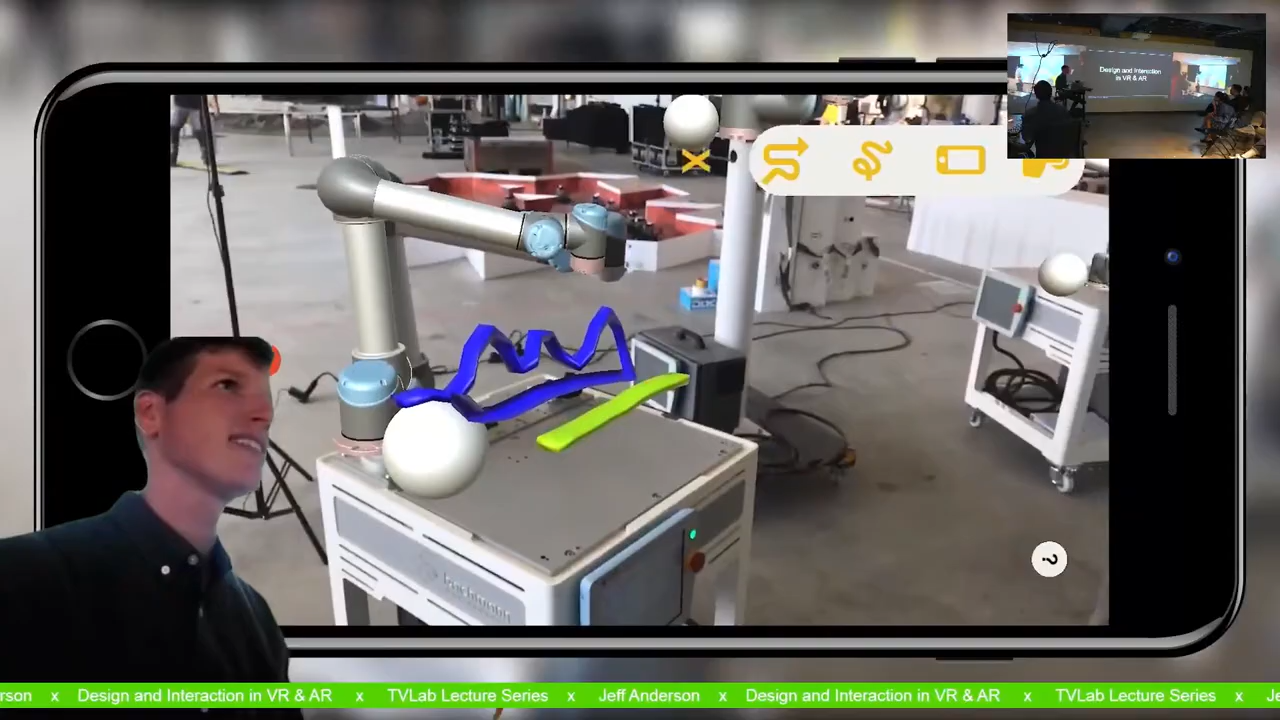 Design and Interaction
in VR & AR
rson x Design and Interaction in VR & AR x TVLab Lecture Series x Jeff Anderson x Design and Interaction in VR & AR x TVLab Lecture Series x Je
?